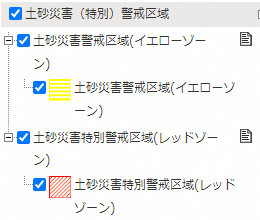 土砂災害（特別）警戒区域
土砂災害警戒区域(イエローゾー
ン)
土砂災害警戒区域(イエローゾ
ーン)
土砂災害特別警戒区域(レッドゾー
ン)
土砂災害特別警戒区域(レッド
ゾーン)